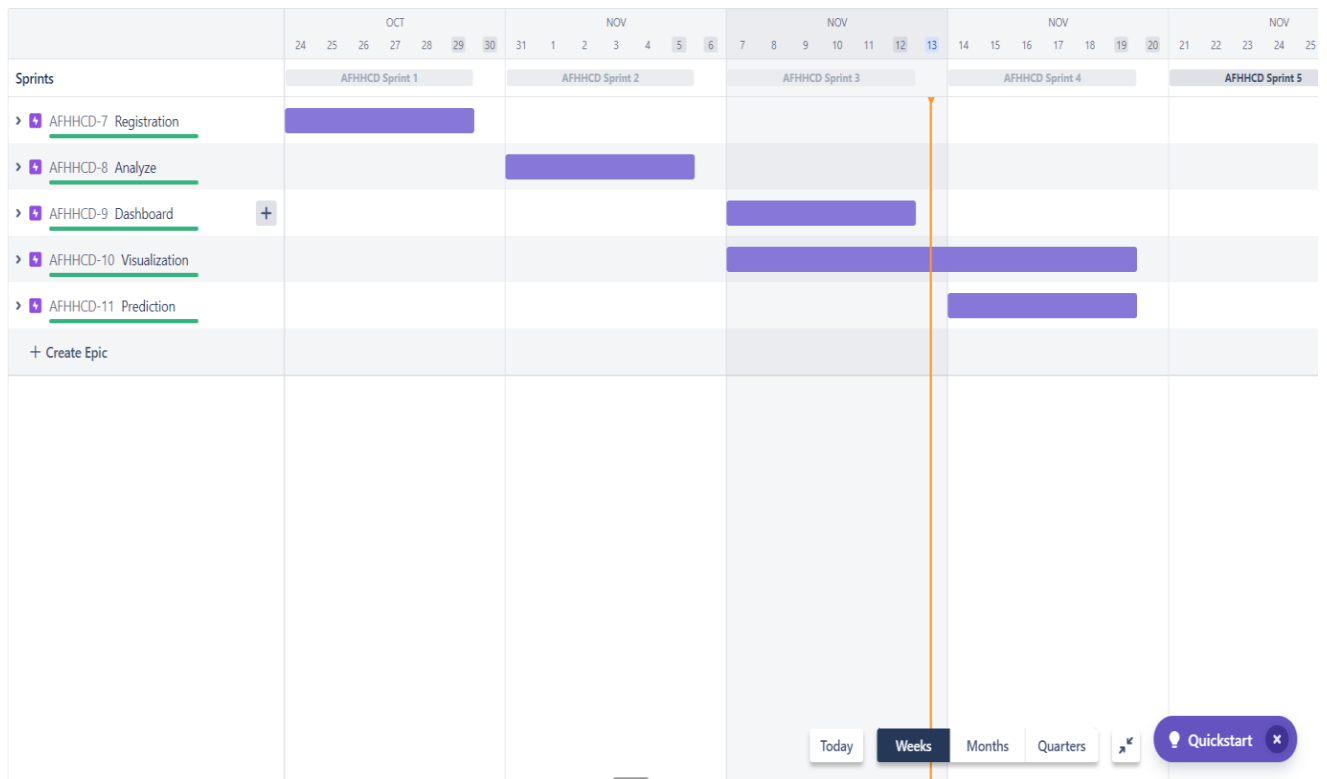 OCT NOV NOV NOV NOV
24 25 26 27 28 29 30 31 1 2 3 4 5 6 7 8 9 10 11 12 13 14 15 16 17 18 19 20 21 22 23 24 25
Sprints AFHHCD Sprint 1 AFHHCD Sprint 2 AFHHCD Sprint 3 AFHHCD Sprint 4 AFHHCD Sprint 5
AFHHCD-7 Registration
AFHHCD-8 Analyze
AFHHCD-9 Dashboard +
AFHHCD-10 Visualization
AFHHCD-11 Prediction
+ Create Epic
Today Weeks Months Quarters Quickstart